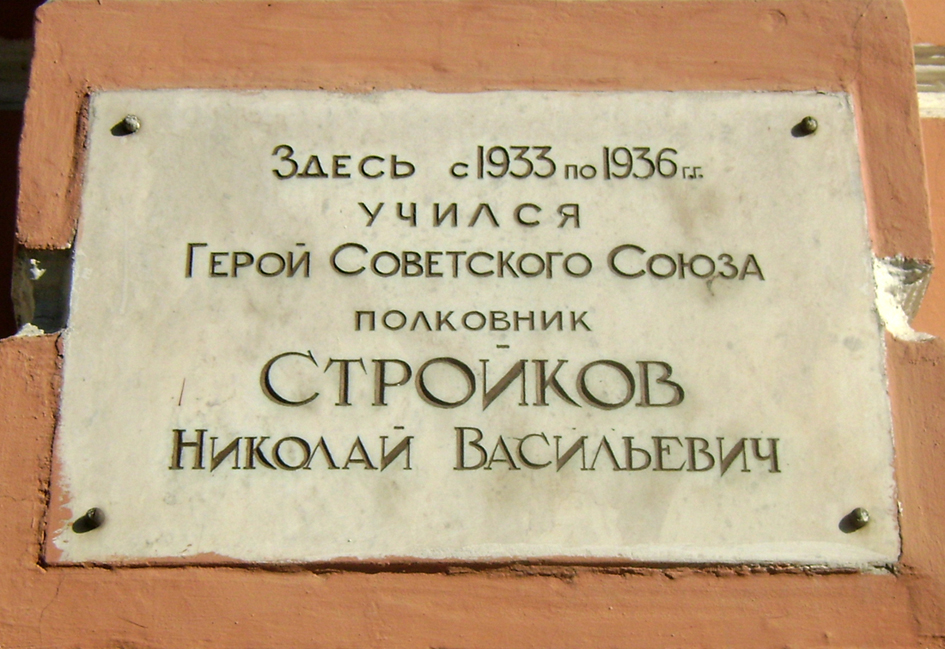 Здесь с 1933 по 1936 г.г.
учился
Герой Советского Союза
полковник
Стройков
Николай Васильевич